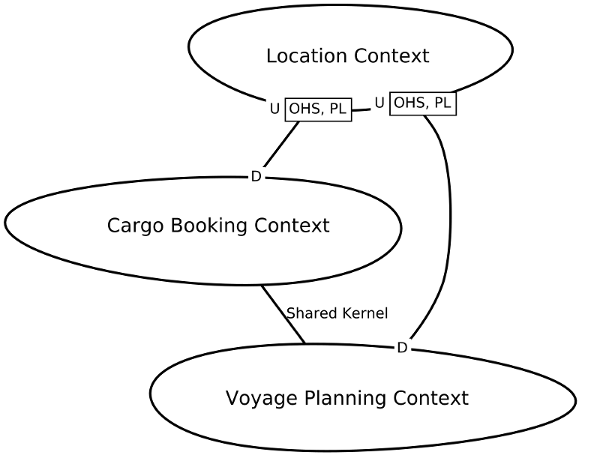 Location Context
U OHS, PL U OHS, PL
D
Cargo Booking Context
Shared Kernel
D
Voyage Planning Context